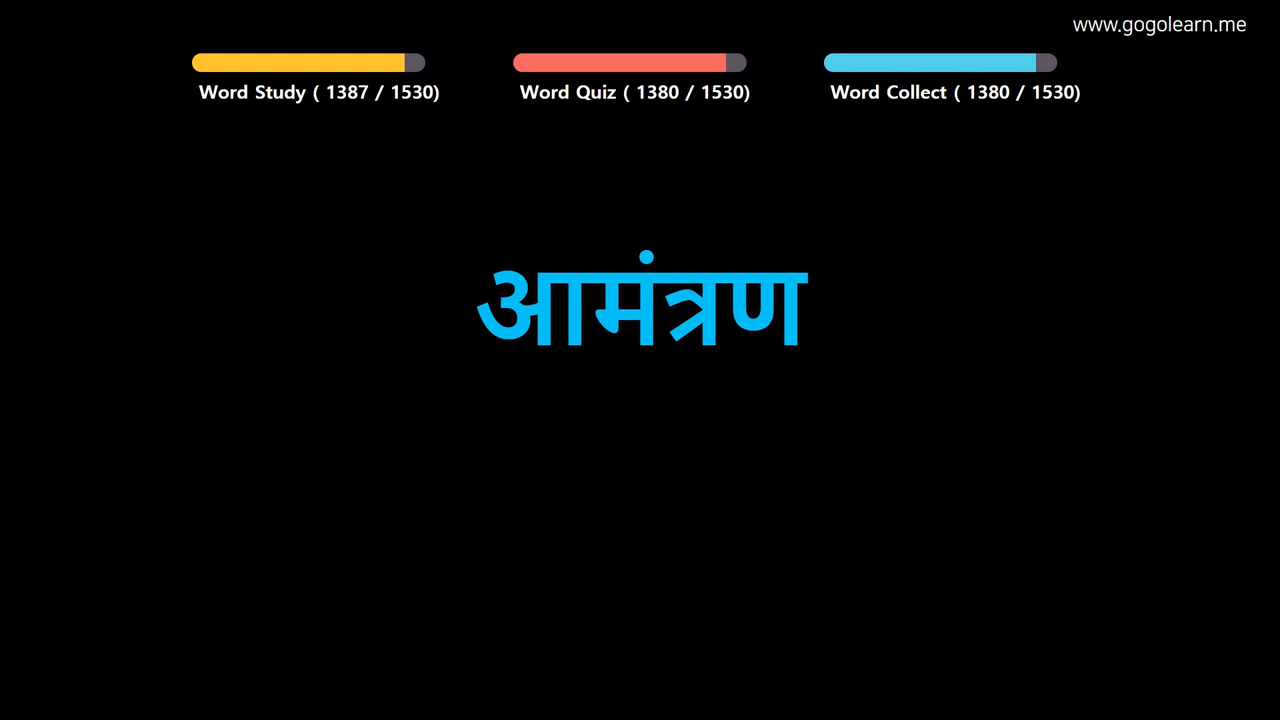 www.gogolearn.me
Word Study ( 1387 / 1530) Word Quiz ( 1380 / 1530) Word Collect ( 1380 / 1530)
आमंत्रण